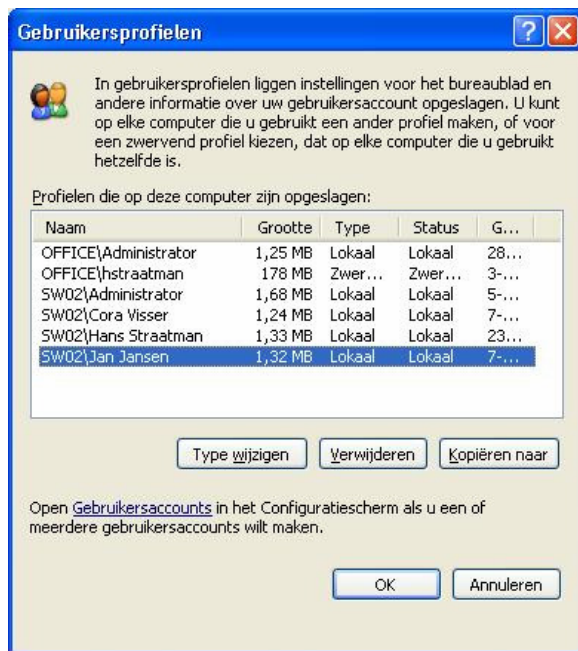 Gebruikersprofielen
In gebruikersprofielen liggen instellingen voor het bureaublad en
andere informatie over uw gebruikersaccount opgeslagen. U kunt
op elke computer die u gebruikt een ander profiel maken, of voor
een zwervend profiel kiezen, dat op elke computer die u gebruikt
hetzelfde is.
Profielen die op deze computer zijn opgeslagen:
Naam Grootte Type Status G...
OFFICE\Administrator 1,25 MB Lokaal Lokaal 28...
OFFICE\hstraatman 178 MB Zwer... Zwer... 3-...
SW02\Administrator 1,68 MB Lokaal Lokaal 5-...
SW02\Cora Visser 1,24 MB Lokaal Lokaal 7-...
SW02\Hans Straatman 1,33 MB Lokaal Lokaal 23...
SW02\Jan Jansen 1,32 MB Lokaal Lokaal 7-...
Type wijzigen Verwijderen Kopiëren naar
Open Gebruikersaccounts in het Configuratiescherm als u een of
meerdere gebruikersaccounts wilt maken.
OK Annuleren